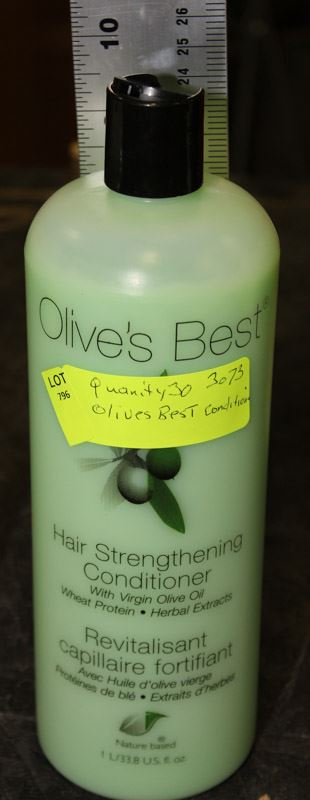 10
24 25 26
Olive's Best®
LOT
796
Quanity 30 3073
Olives BesT Condition
Hair Strengthening
Conditioner
With Virgin Olive Oil
Wheat Protein • Herbal Extracts
Revitalisant
capillaire fortifiant
Avec Huile d'olive vierge
Protéines de blé • Extraits d'herbes
Nature based®
1 L/33.8 U.S. fl. oz.